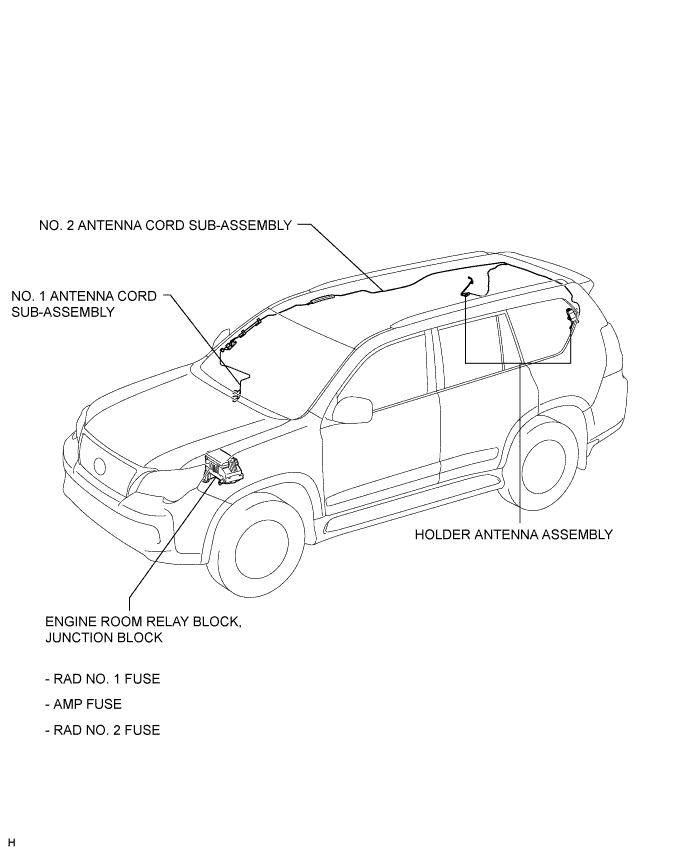 NO. 2 ANTENNA CORD SUB-ASSEMBLY
NO. 1 ANTENNA CORD
SUB-ASSEMBLY
HOLDER ANTENNA ASSEMBLY
ENGINE ROOM RELAY BLOCK,
JUNCTION BLOCK
- RAD NO. 1 FUSE
- AMP FUSE
- RAD NO. 2 FUSE
H